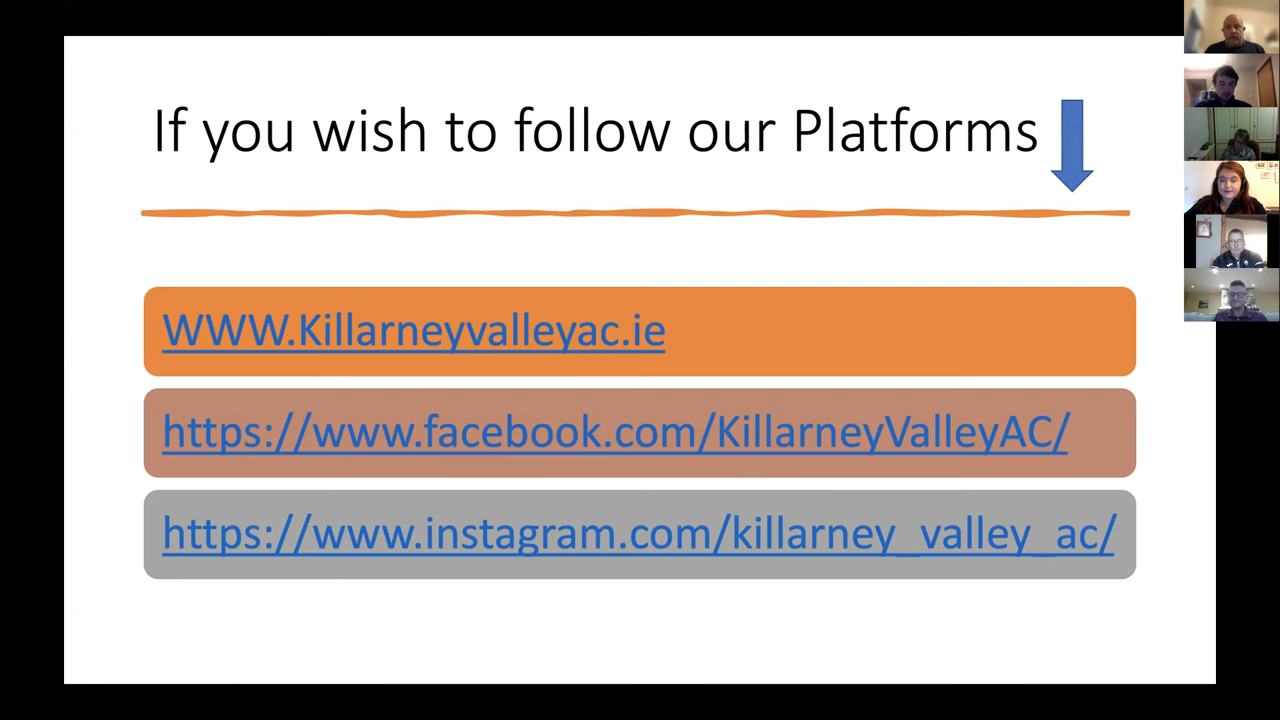 If you wish to follow our Platforms
WWW.Killarneyvalleyac.ie
https://www.facebook.com/KillarneyValleyAC/
https://www.instagram.com/killarney_valley_ac/